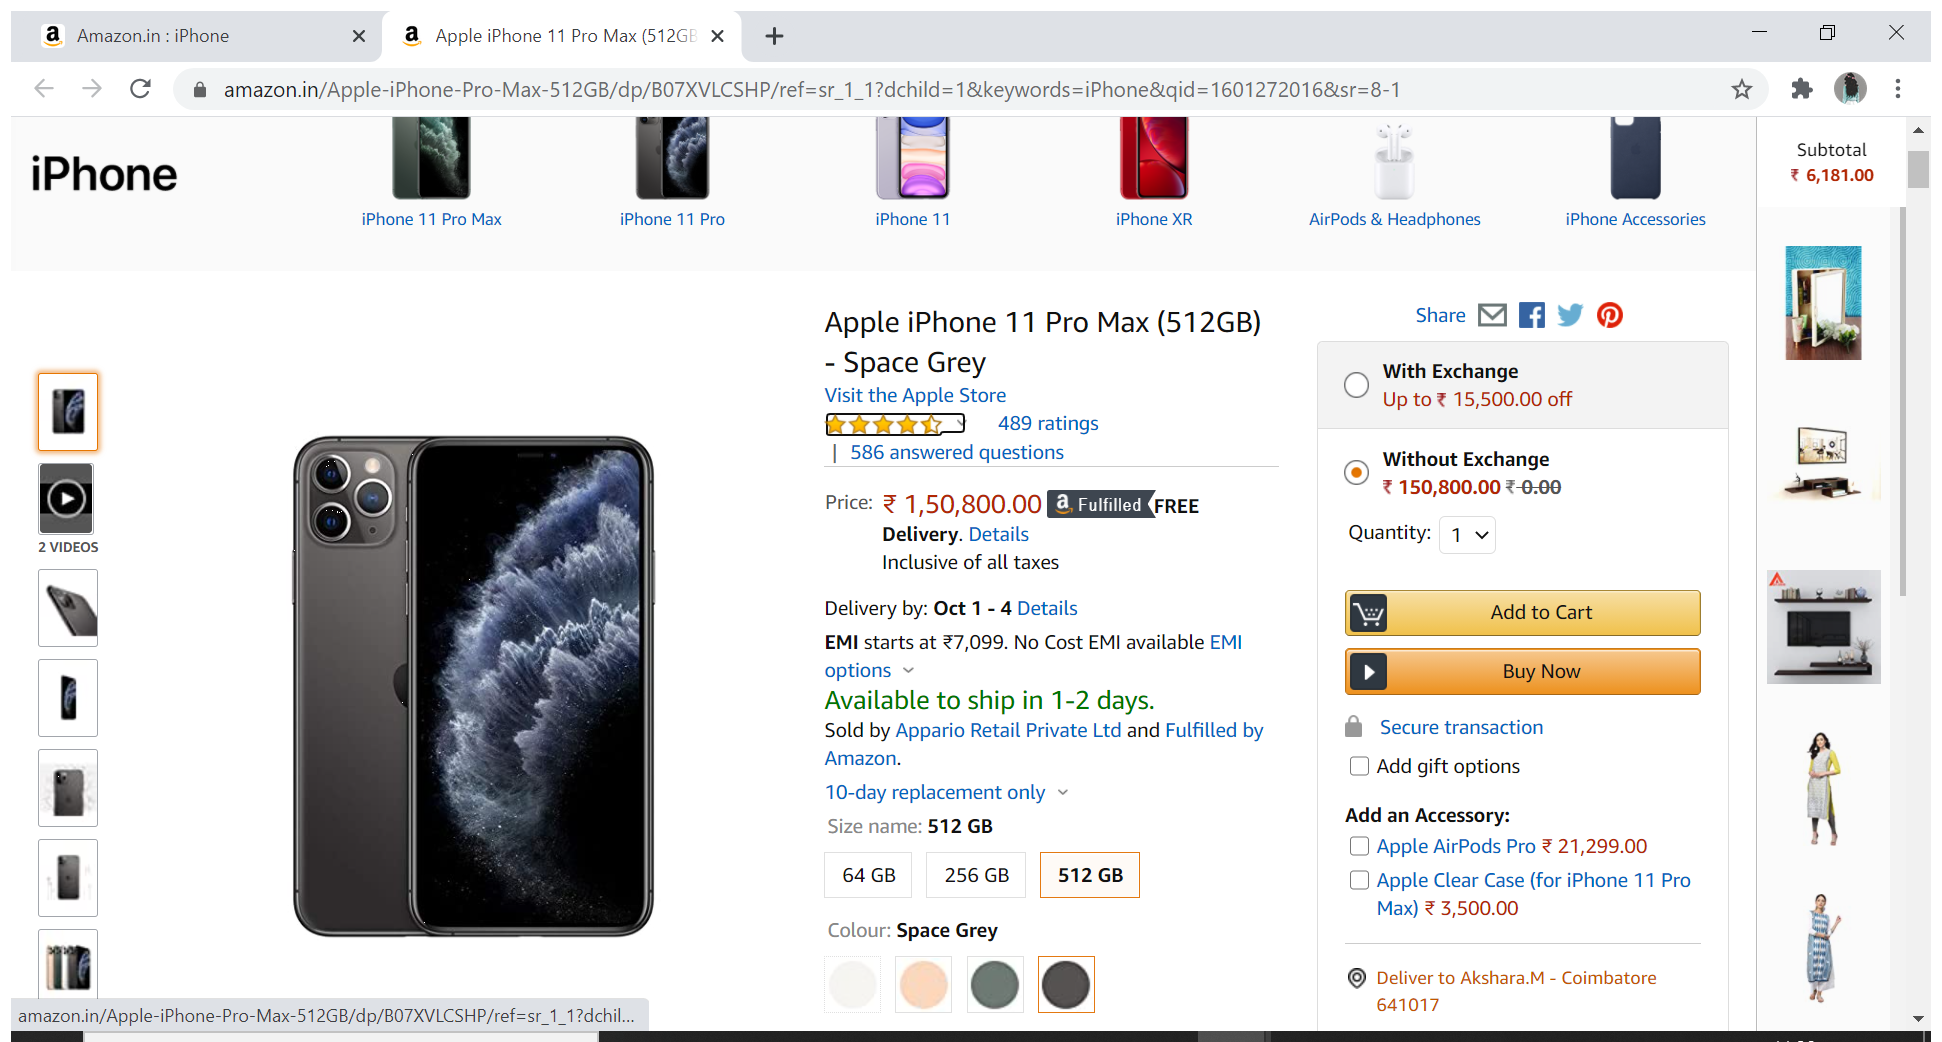 Amazon.in : iPhone
Apple iPhone 11 Pro Max (512GB
amazon.in/Apple-iPhone-Pro-Max-512GB/dp/B07XVLCSHP/ref=sr_1_1?dchild=1&keywords=iPhone&qid=1601272016&sr=8-1
iPhone
iPhone 11 Pro Max
iPhone 11 Pro
iPhone 11
iPhone XR
AirPods & Headphones
iPhone Accessories
Subtotal
₹ 6,181.00
2 VIDEOS
Apple iPhone 11 Pro Max (512GB)
- Space Grey
Visit the Apple Store
489 ratings
| 586 answered questions
Price: ₹ 1,50,800.00 a Fulfilled FREE
Delivery. Details
Inclusive of all taxes
Delivery by: Oct 1 - 4 Details
EMI starts at ₹7,099. No Cost EMI available EMI
options
Available to ship in 1-2 days.
Sold by Appario Retail Private Ltd and Fulfilled by
Amazon.
10-day replacement only
Size name: 512 GB
64 GB
256 GB
512 GB
Colour: Space Grey
Share
With Exchange
Up to ₹ 15,500.00 off
Without Exchange
₹ 150,800.00 ₹ 0.00
Quantity: 1
Add to Cart
Buy Now
Secure transaction
Add gift options
Add an Accessory:
Apple AirPods Pro ₹ 21,299.00
Apple Clear Case (for iPhone 11 Pro
Max) ₹ 3,500.00
Deliver to Akshara.M - Coimbatore
641017
amazon.in/Apple-iPhone-Pro-Max-512GB/dp/B07XVLCSHP/ref=sr_1_1?dchil...